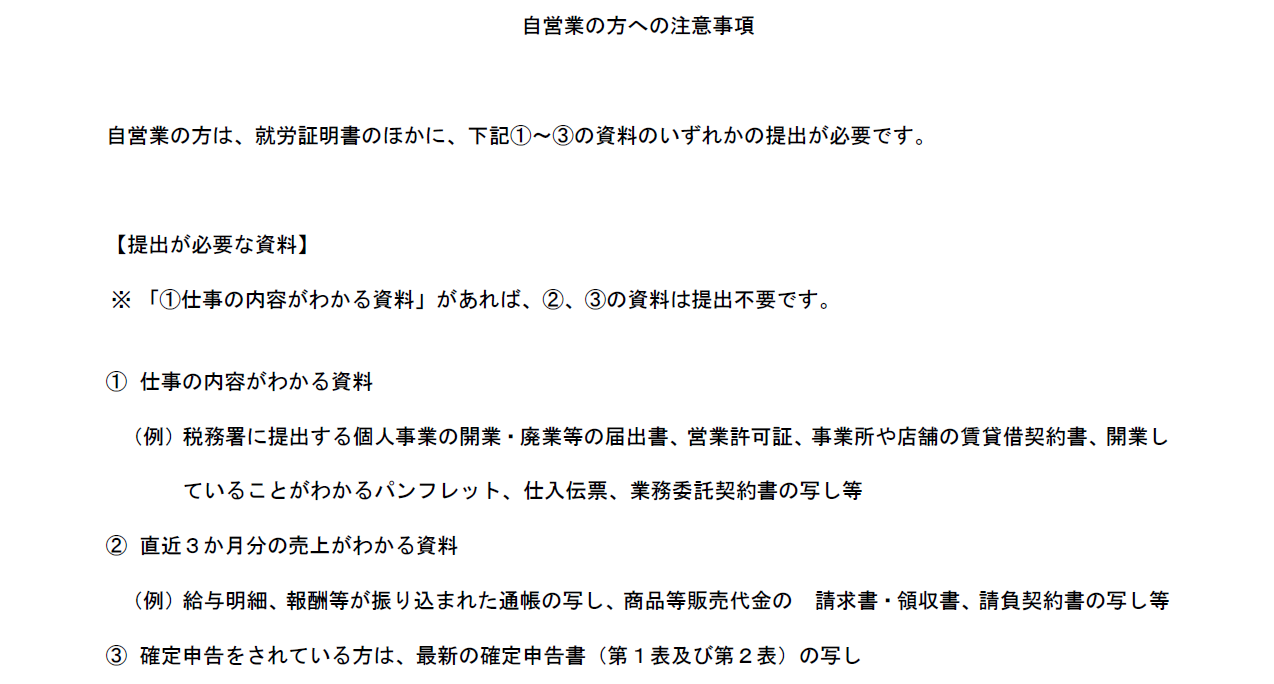 自営業の方への注意事項
自営業の方は、就労証明書のほかに、下記①～③の資料のいずれかの提出が必要です。
【提出が必要な資料】
※ 「①仕事の内容がわかる資料」があれば、②、③の資料は提出不要です。
① 仕事の内容がわかる資料
（例）税務署に提出する個人事業の開業・廃業等の届出書、営業許可証、事業所や店舗の賃貸借契約書、開業し
ていることがわかるパンフレット、仕入伝票、業務委託契約書の写し等
② 直近３か月分の売上がわかる資料
（例）給与明細、報酬等が振り込まれた通帳の写し、商品等販売代金の　請求書・領収書、請負契約書の写し等
③ 確定申告をされている方は、最新の確定申告書（第１表及び第２表）の写し